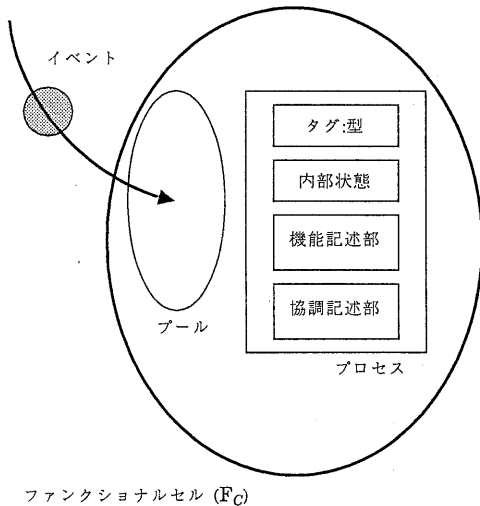 イベント
タグ:型
内部状態
機能記述部
協調記述部
プール
プロセス
ファンクショナルセル (F_C)